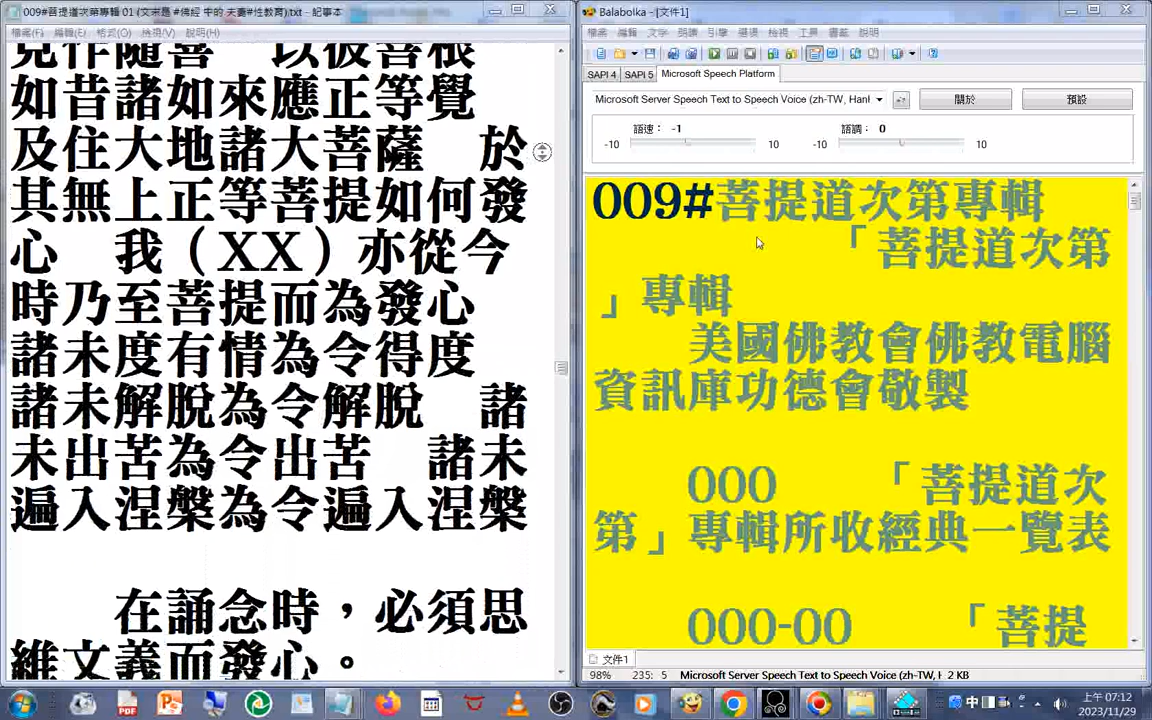 009#菩提道次第專輯 01 (文末是 #佛經 中的 夫妻#性教育).txt - 記事本
檔案(F) 編輯(E) 格式(O) 檢視(V) 說明(H)
見作隨喜　以彼善根
如昔諸如來應正等覺
及住大地諸大菩薩　於
其無上正等菩提如何發
心　我（XX）亦從今
時乃至菩提而為發心
諸未度有情為令得度
諸未解脫為令解脫　諸
未出苦為令出苦　諸未
遍入涅槃為令遍入涅槃
在誦念時，必須思
維文義而發心。
Balabolka - [文件1]
檔案 編輯 文字 朗讀 引擎 選項 檢視 工具 書籤 說明
SAPI 4 SAPI 5 Microsoft Speech Platform
Microsoft Server Speech Text to Speech Voice (zh-TW, Hanl
關於
預設
語速： -1
語調： 0
-10 10 -10 10
009#菩提道次第專輯
「菩提道次第
」專輯
美國佛教會佛教電腦
資訊庫功德會敬製
000 「菩提道次
第」專輯所收經典一覽表
000-00 「菩提
文件1
98% 235: 5 Microsoft Server Speech Text to Speech Voice (zh-TW, H 2 KB
PDF
中
上午 07:12
2023/11/29